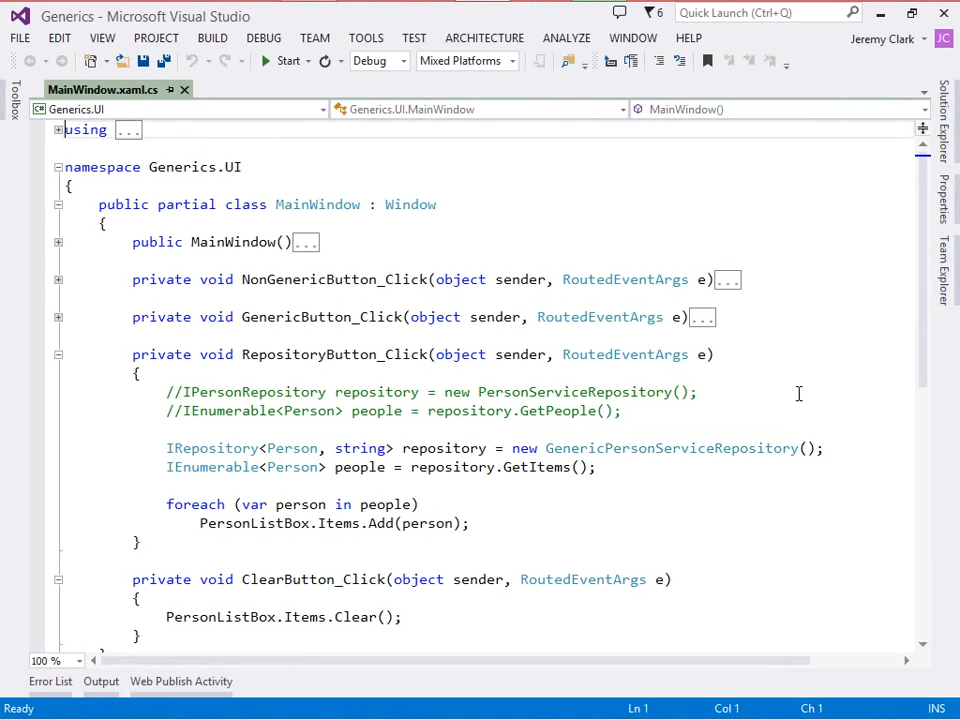 Generics - Microsoft Visual Studio
6
Quick Launch (Ctrl+Q)
FILE EDIT VIEW PROJECT BUILD DEBUG TEAM TOOLS TEST ARCHITECTURE ANALYZE WINDOW HELP
Jeremy Clark JC
Start Debug Mixed Platforms
MainWindow.xaml.cs
Generics.UI Generics.UI.MainWindow MainWindow()
Toolbox
Solution Explorer
Properties
Team Explorer
using ...
namespace Generics.UI
{
public partial class MainWindow : Window
{
public MainWindow()...
private void NonGenericButton_Click(object sender, RoutedEventArgs e)...
private void GenericButton_Click(object sender, RoutedEventArgs e)...
private void RepositoryButton_Click(object sender, RoutedEventArgs e)
{
//IPersonRepository repository = new PersonServiceRepository();
//IEnumerable<Person> people = repository.GetPeople();
IRepository<Person, string> repository = new GenericPersonServiceRepository();
IEnumerable<Person> people = repository.GetItems();
foreach (var person in people)
PersonListBox.Items.Add(person);
}
private void ClearButton_Click(object sender, RoutedEventArgs e)
{
PersonListBox.Items.Clear();
}
100 %
Error List Output Web Publish Activity
Ready Ln 1 Col 1 Ch 1 INS